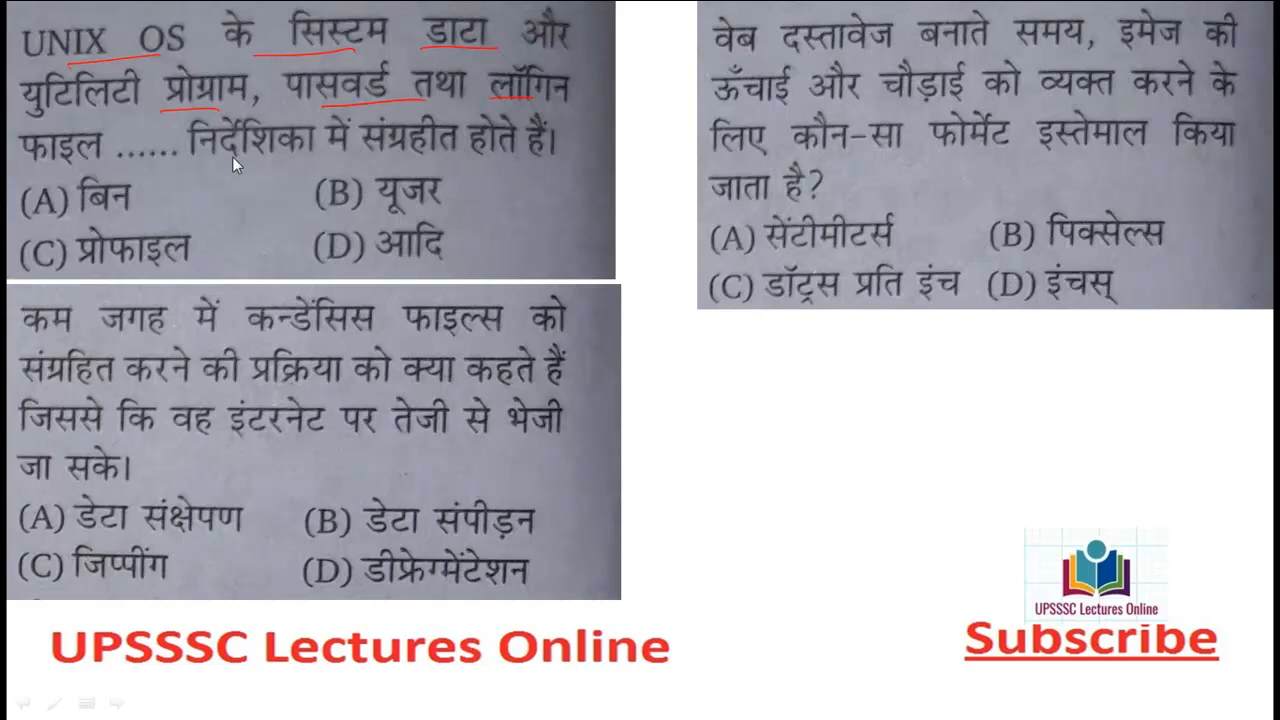 UNIX OS के सिस्टम डाटा और
युटिलिटी प्रोग्राम, पासवर्ड तथा लॉगिन
फाइल ...... निर्देशिका में संग्रहीत होते हैं।
(A) बिन (B) यूजर
(C) प्रोफाइल (D) आदि
कम जगह में कन्डेंसिस फाइल्स को
संग्रहित करने की प्रक्रिया को क्या कहते हैं
जिससे कि वह इंटरनेट पर तेजी से भेजी
जा सके।
(A) डेटा संक्षेपण (B) डेटा संपीड़न
(C) जिप्पींग (D) डीफ्रेग्मेंटेशन
वेब दस्तावेज बनाते समय, इमेज की
ऊँचाई और चौड़ाई को व्यक्त करने के
लिए कौन-सा फोर्मेट इस्तेमाल किया
जाता है?
(A) सेंटीमीटर्स (B) पिक्सेल्स
(C) डॉट्स प्रति इंच (D) इंचस्
UPSSSC Lectures Online
UPSSSC Lectures Online
Subscribe